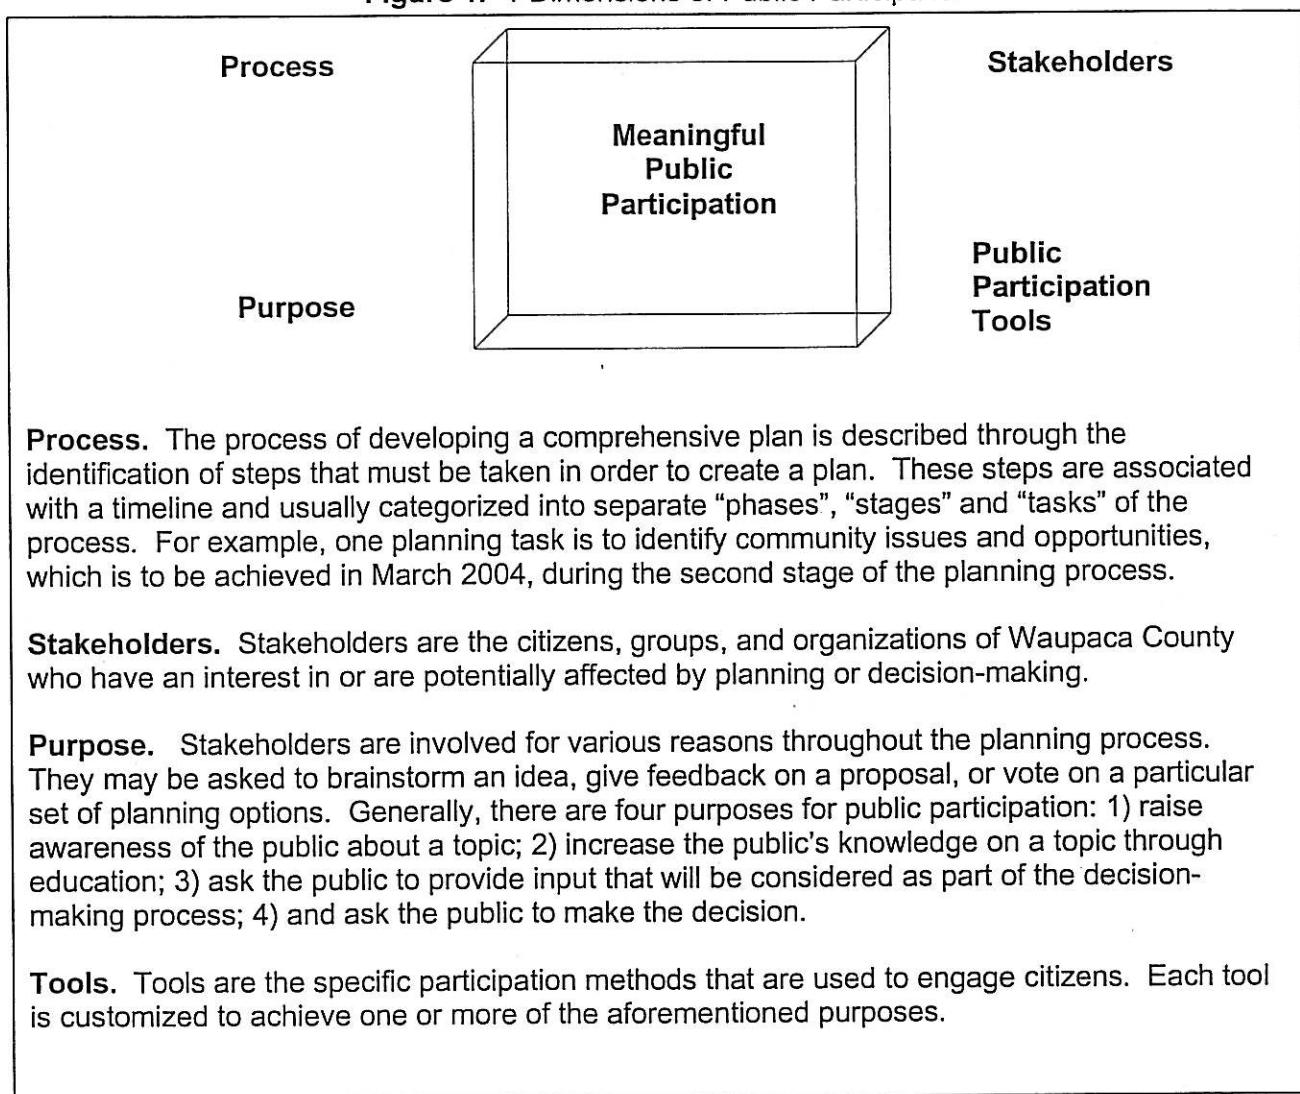 Process
Stakeholders
Meaningful
Public
Participation
Public
Participation
Tools
Purpose
Process. The process of developing a comprehensive plan is described through the
identification of steps that must be taken in order to create a plan. These steps are associated
with a timeline and usually categorized into separate “phases”, “stages” and “tasks” of the
process. For example, one planning task is to identify community issues and opportunities,
which is to be achieved in March 2004, during the second stage of the planning process.
Stakeholders. Stakeholders are the citizens, groups, and organizations of Waupaca County
who have an interest in or are potentially affected by planning or decision-making.
Purpose. Stakeholders are involved for various reasons throughout the planning process.
They may be asked to brainstorm an idea, give feedback on a proposal, or vote on a particular
set of planning options. Generally, there are four purposes for public participation: 1) raise
awareness of the public about a topic; 2) increase the public's knowledge on a topic through
education; 3) ask the public to provide input that will be considered as part of the decision-
making process; 4) and ask the public to make the decision.
Tools. Tools are the specific participation methods that are used to engage citizens. Each tool
is customized to achieve one or more of the aforementioned purposes.